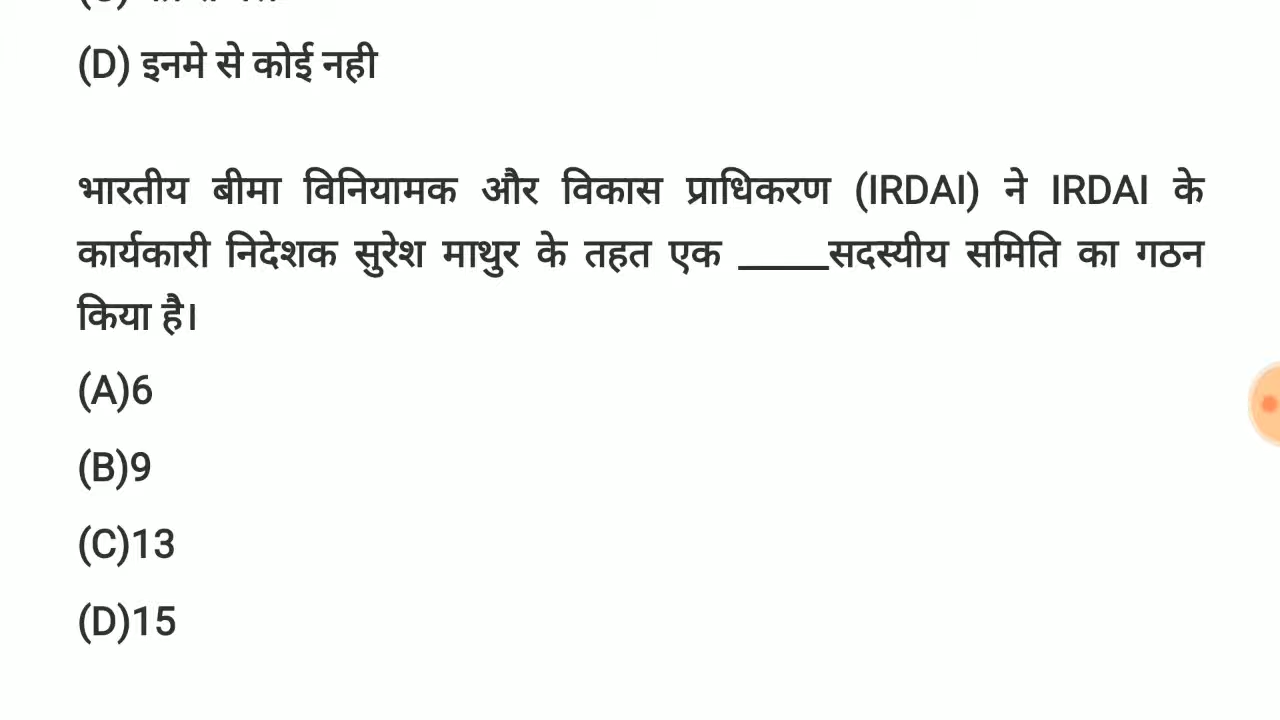 (D) इनमे से कोई नही
भारतीय बीमा विनियामक और विकास प्राधिकरण (IRDAI) ने IRDAI के
कार्यकारी निदेशक सुरेश माथुर के तहत एक _____सदस्यीय समिति का गठन
किया है।
(A)6
(B)9
(C)13
(D)15